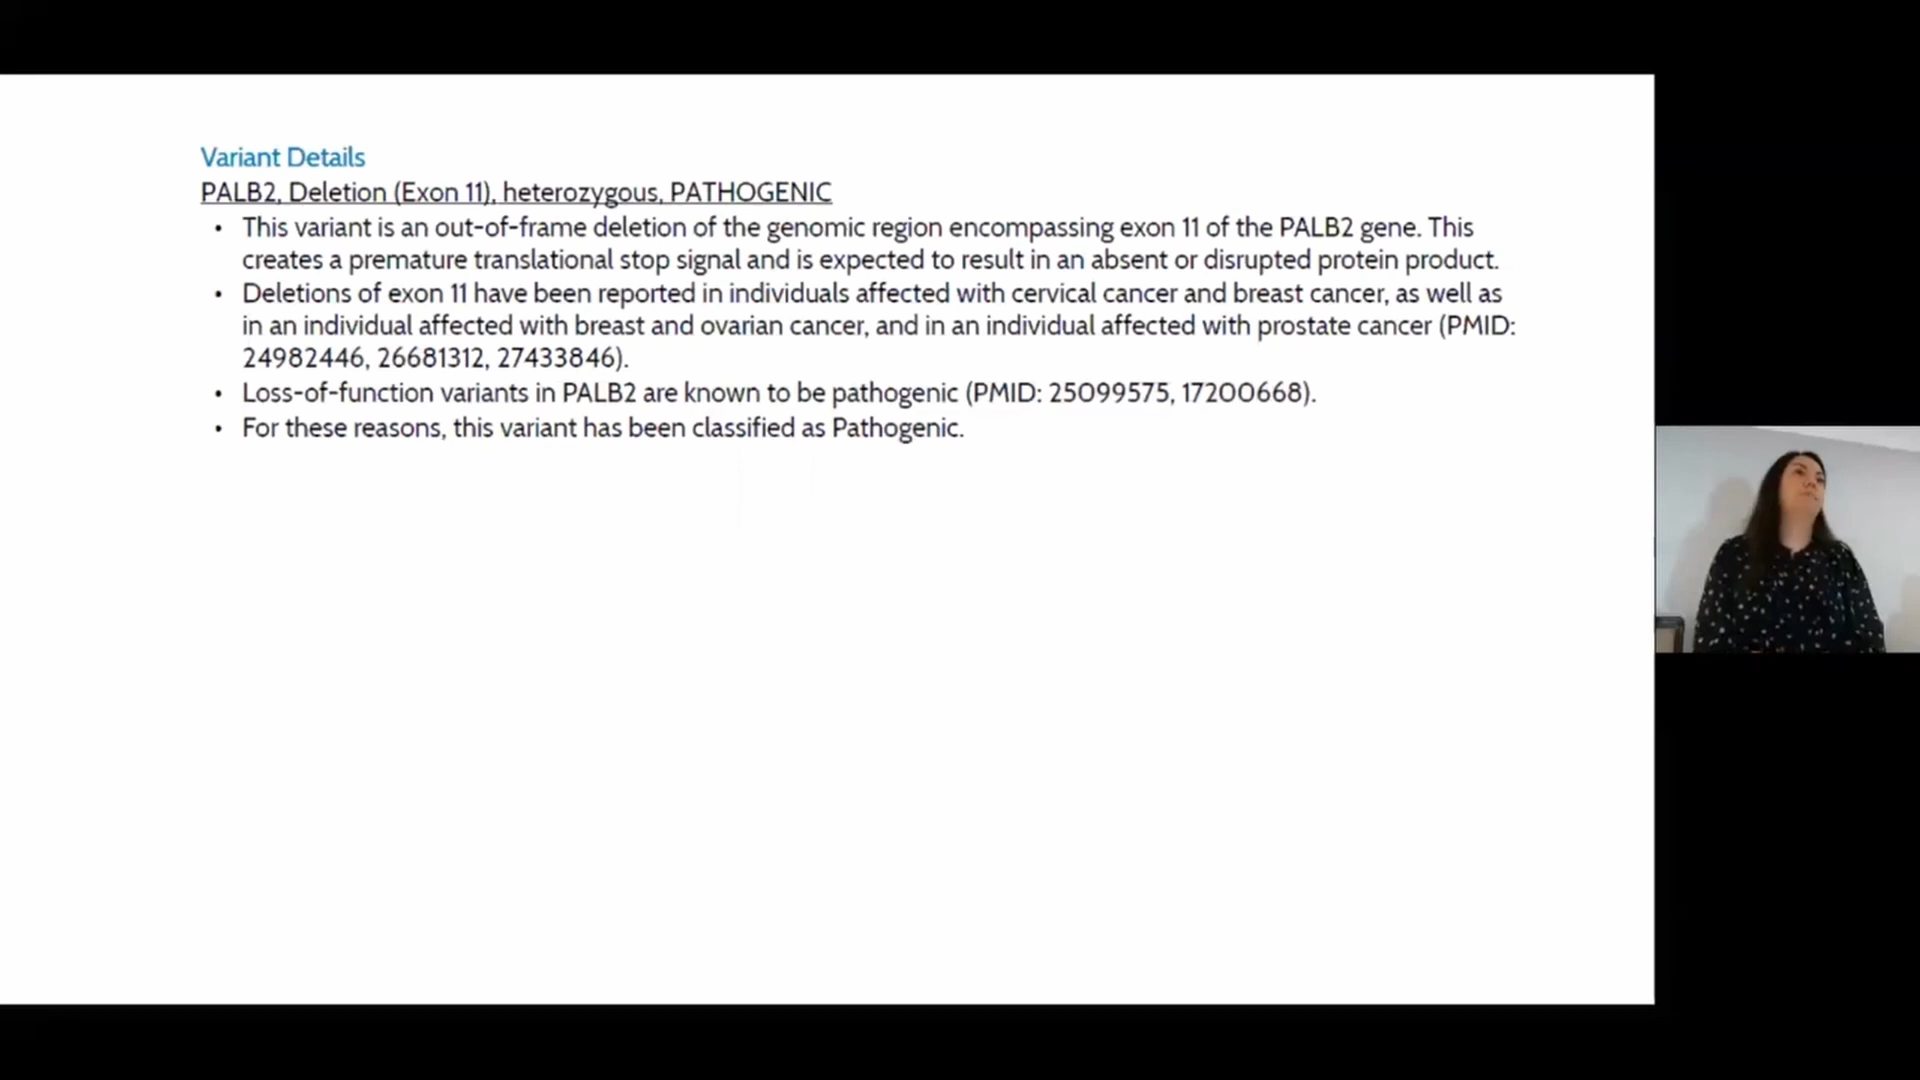 Variant Details
PALB2, Deletion (Exon 11), heterozygous, PATHOGENIC
• This variant is an out-of-frame deletion of the genomic region encompassing exon 11 of the PALB2 gene. This
creates a premature translational stop signal and is expected to result in an absent or disrupted protein product.
• Deletions of exon 11 have been reported in individuals affected with cervical cancer and breast cancer, as well as
in an individual affected with breast and ovarian cancer, and in an individual affected with prostate cancer (PMID:
24982446, 26681312, 27433846).
• Loss-of-function variants in PALB2 are known to be pathogenic (PMID: 25099575, 17200668).
• For these reasons, this variant has been classified as Pathogenic.